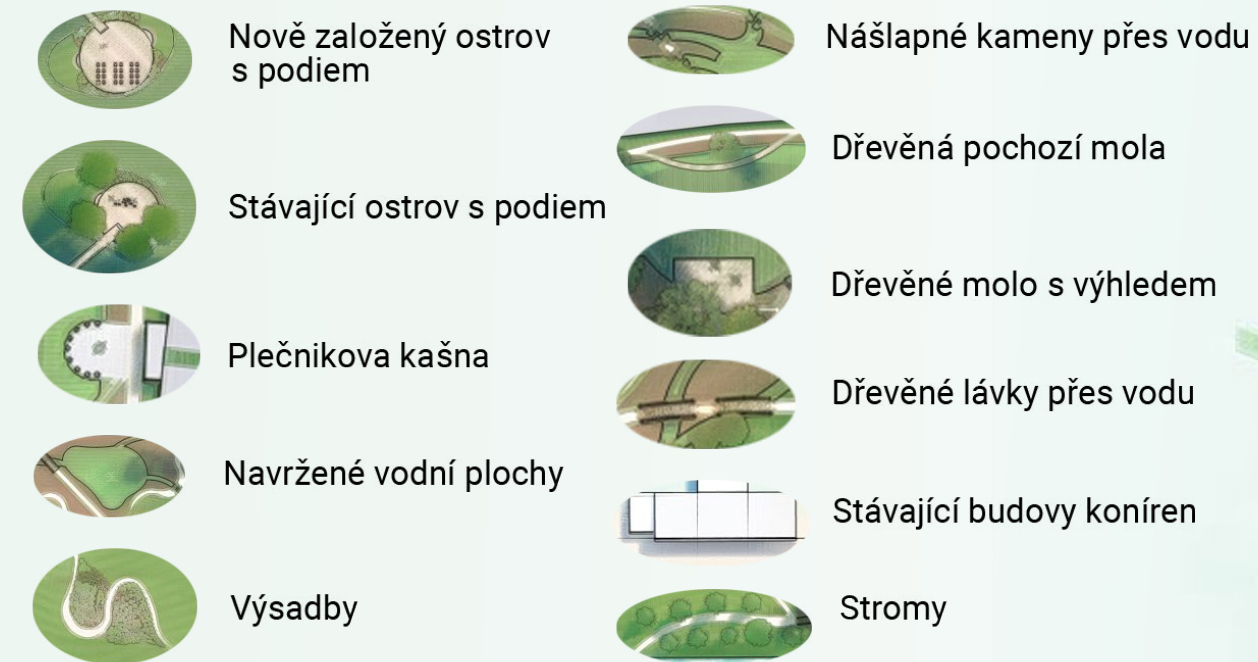 Nově založený ostrov
s podiem
Stávající ostrov s podiem
Plečnikova kašna
Navržené vodní plochy
Výsadby
Nášlapné kameny přes vodu
Dřevěná pochozí mola
Dřevěné molo s výhledem
Dřevěné lávky přes vodu
Stávající budovy koníren
Stromy